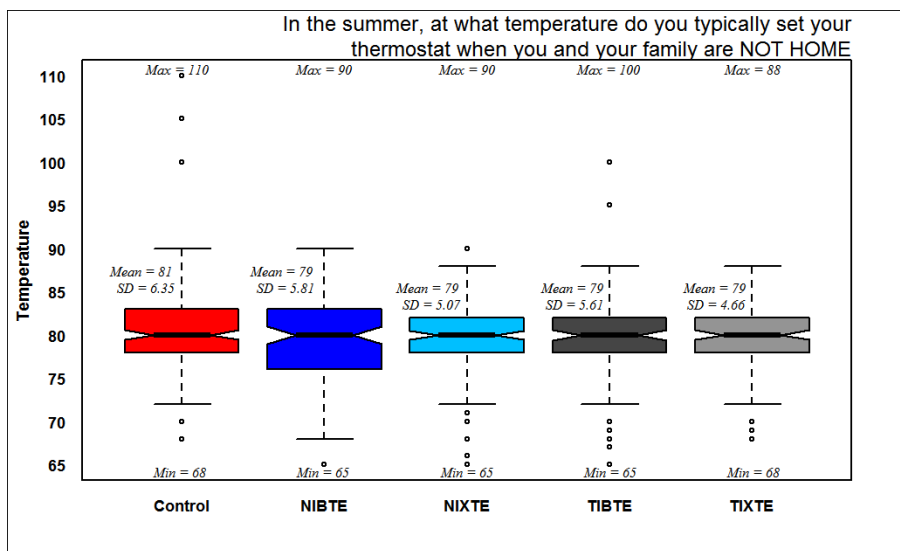 In the summer, at what temperature do you typically set your
thermostat when you and your family are NOT HOME
Max = 110 Max = 90 Max = 90 Max = 100 Max = 88
110
105
100
95
90
85
80
75
70
65
Temperature
Mean = 81
SD = 6.35
Mean = 79
SD = 5.81
Mean = 79
SD = 5.07
Mean = 79
SD = 5.61
Mean = 79
SD = 4.66
Min = 68 Min = 65 Min = 65 Min = 65 Min = 68
Control NIBTE NIXTE TIBTE TIXTE